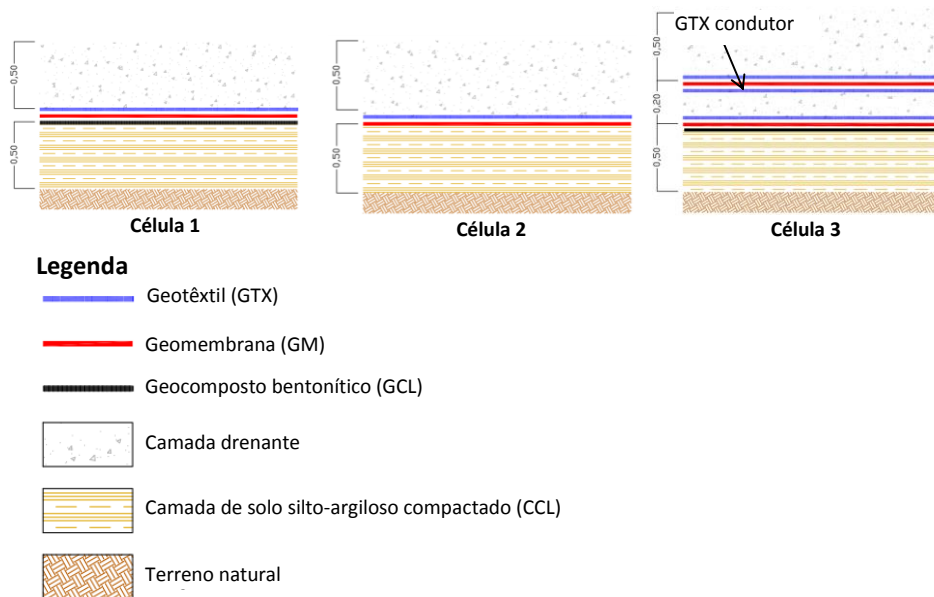 GTX condutor
0,50
0,50
0,50
0,50
0,50
0,20
0,50
Célula 1
Célula 2
Célula 3
Legenda
Geotêxtil (GTX)
Geomembrana (GM)
Geocomposto bentonítico (GCL)
Camada drenante
Camada de solo silto-argiloso compactado (CCL)
Terreno natural